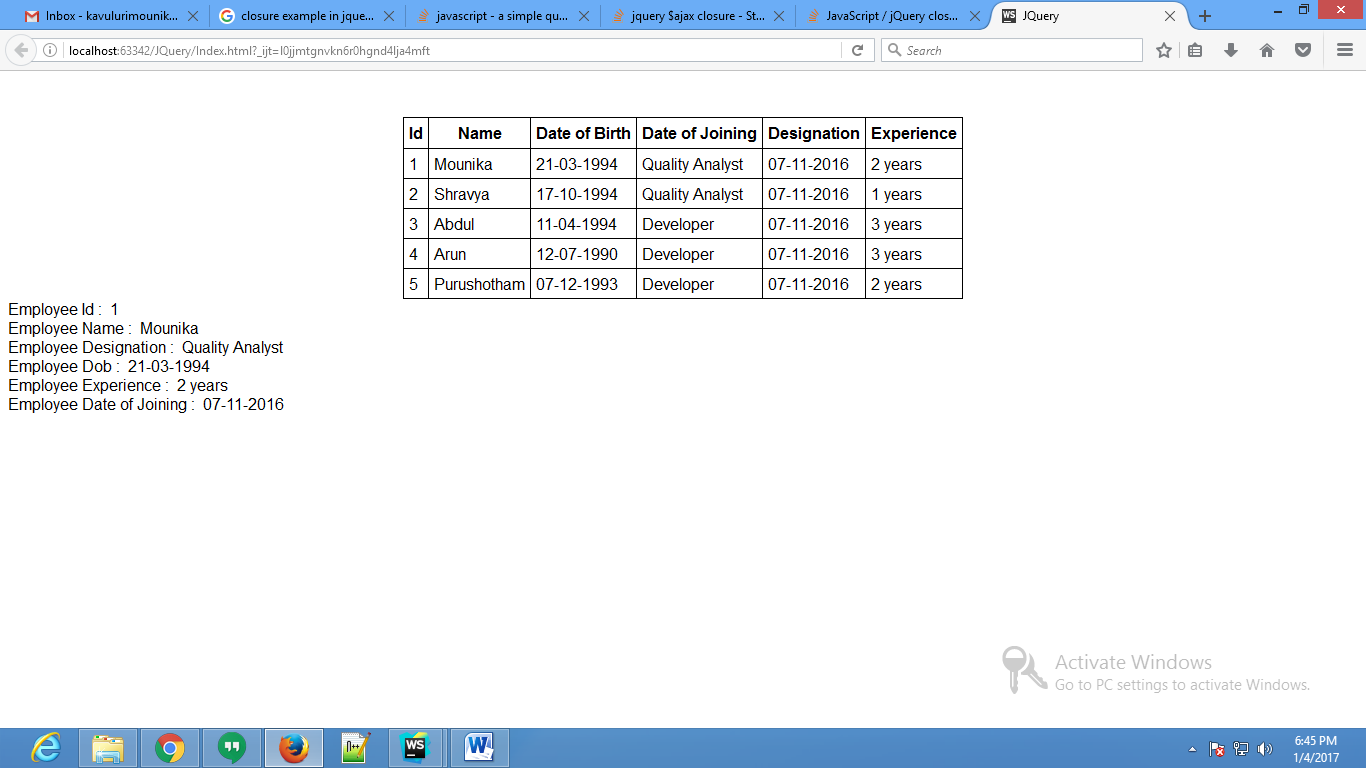 Inbox - kavulurimounik... closure example in jque... javascript - a simple qu... jquery $ajax closure - St... JavaScript / jQuery clos... WS JQuery
localhost:63342/JQuery/Index.html?_ijt=l0jjmtgnvkn6r0hgnd4lja4mft Search
Id Name Date of Birth Date of Joining Designation Experience
1 Mounika 21-03-1994 Quality Analyst 07-11-2016 2 years
2 Shravya 17-10-1994 Quality Analyst 07-11-2016 1 years
3 Abdul 11-04-1994 Developer 07-11-2016 3 years
4 Arun 12-07-1990 Developer 07-11-2016 3 years
5 Purushotham 07-12-1993 Developer 07-11-2016 2 years
Employee Id : 1
Employee Name : Mounika
Employee Designation : Quality Analyst
Employee Dob : 21-03-1994
Employee Experience : 2 years
Employee Date of Joining : 07-11-2016
Activate Windows
Go to PC settings to activate Windows.
WS
6:45 PM
1/4/2017